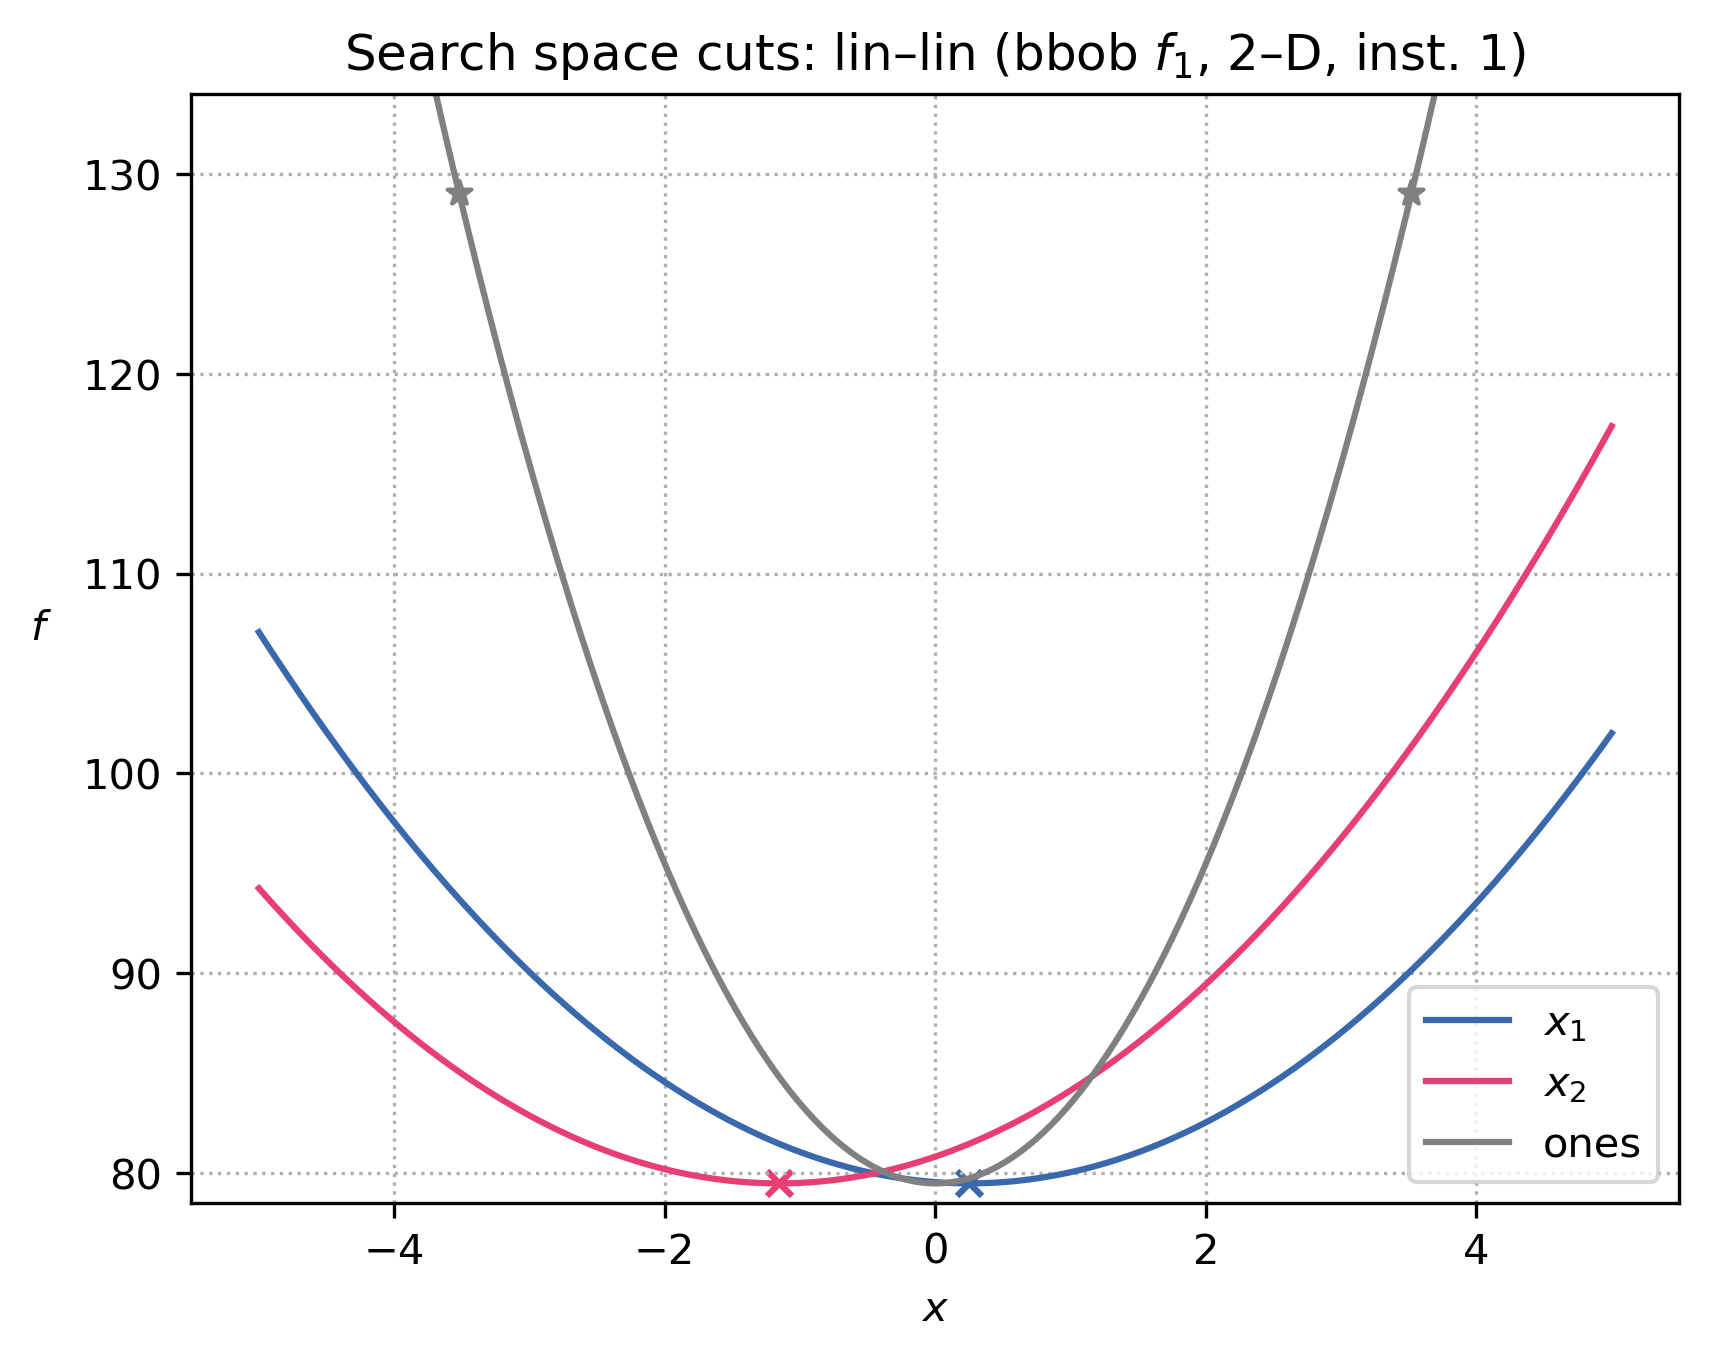 Search space cuts: lin–lin (bbob f₁, 2–D, inst. 1)
130
120
110
100
90
80
f
−4
−2
0
2
4
x
x₁
x₂
ones